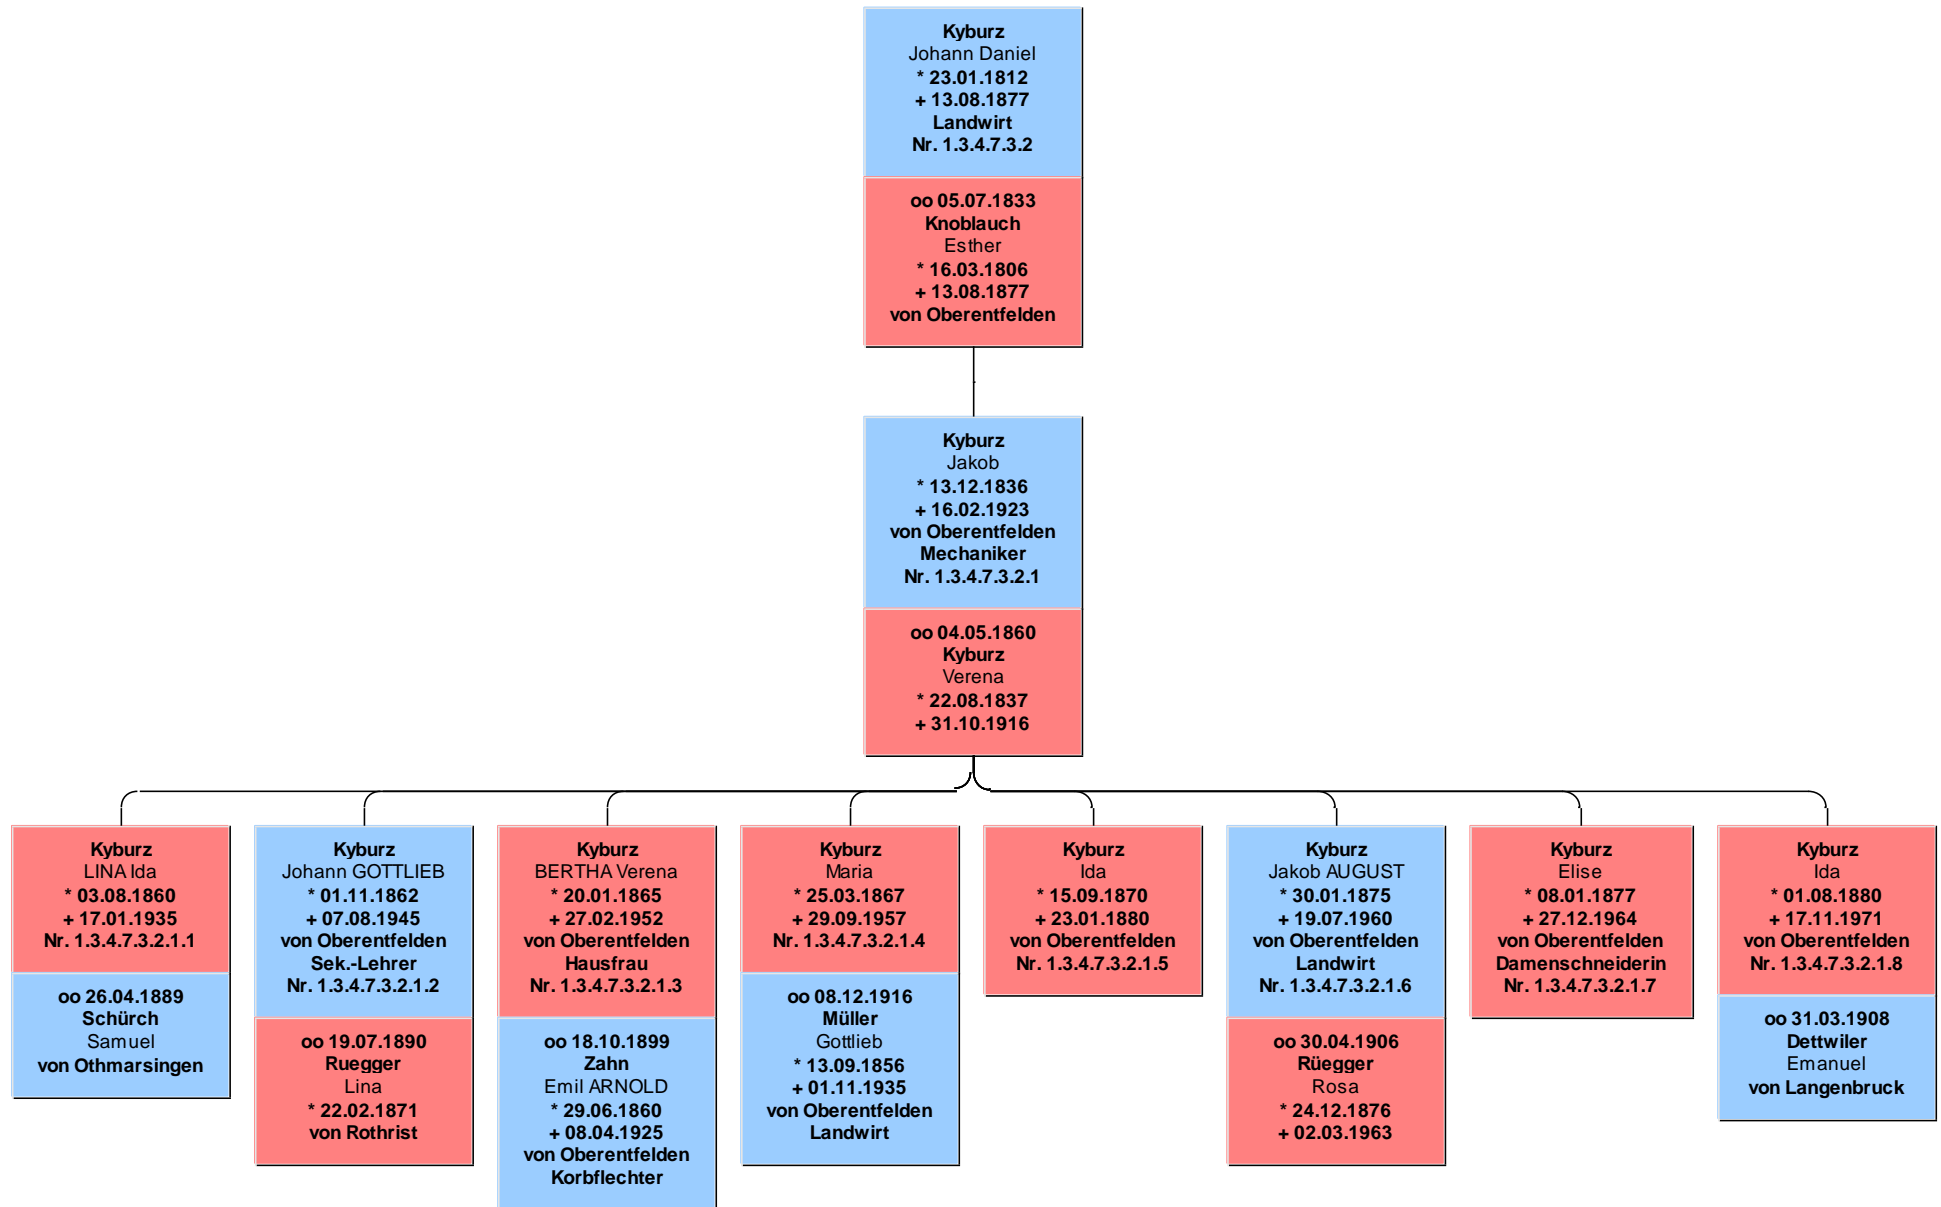 Kyburz
Johann Daniel
* 23.01.1812
+ 13.08.1877
Landwirt
Nr. 1.3.4.7.3.2
oo 05.07.1833
Knoblauch
Esther
* 16.03.1806
+ 13.08.1877
von Oberentfelden
Kyburz
Jakob
* 13.12.1836
+ 16.02.1923
von Oberentfelden
Mechaniker
Nr. 1.3.4.7.3.2.1
oo 04.05.1860
Kyburz
Verena
* 22.08.1837
+ 31.10.1916
Kyburz
LINA Ida
* 03.08.1860
+ 17.01.1935
Nr. 1.3.4.7.3.2.1.1
oo 26.04.1889
Schürch
Samuel
von Othmarsingen
Kyburz
Johann GOTTLIEB
* 01.11.1862
+ 07.08.1945
von Oberentfelden
Sek.-Lehrer
Nr. 1.3.4.7.3.2.1.2
oo 19.07.1890
Ruegger
Lina
* 22.02.1871
von Rothrist
Kyburz
BERTHA Verena
* 20.01.1865
+ 27.02.1952
von Oberentfelden
Hausfrau
Nr. 1.3.4.7.3.2.1.3
oo 18.10.1899
Zahn
Emil ARNOLD
* 29.06.1860
+ 08.04.1925
von Oberentfelden
Korbflechter
Kyburz
Maria
* 25.03.1867
+ 29.09.1957
Nr. 1.3.4.7.3.2.1.4
oo 08.12.1916
Müller
Gottlieb
* 13.09.1856
+ 01.11.1935
von Oberentfelden
Landwirt
Kyburz
Ida
* 15.09.1870
+ 23.01.1880
von Oberentfelden
Nr. 1.3.4.7.3.2.1.5
Kyburz
Jakob AUGUST
* 30.01.1875
+ 19.07.1960
von Oberentfelden
Landwirt
Nr. 1.3.4.7.3.2.1.6
oo 30.04.1906
Rüegger
Rosa
* 24.12.1876
+ 02.03.1963
Kyburz
Elise
* 08.01.1877
+ 27.12.1964
von Oberentfelden
Damenschneiderin
Nr. 1.3.4.7.3.2.1.7
Kyburz
Ida
* 01.08.1880
+ 17.11.1971
von Oberentfelden
Nr. 1.3.4.7.3.2.1.8
oo 31.03.1908
Dettwiler
Emanuel
von Langenbruck